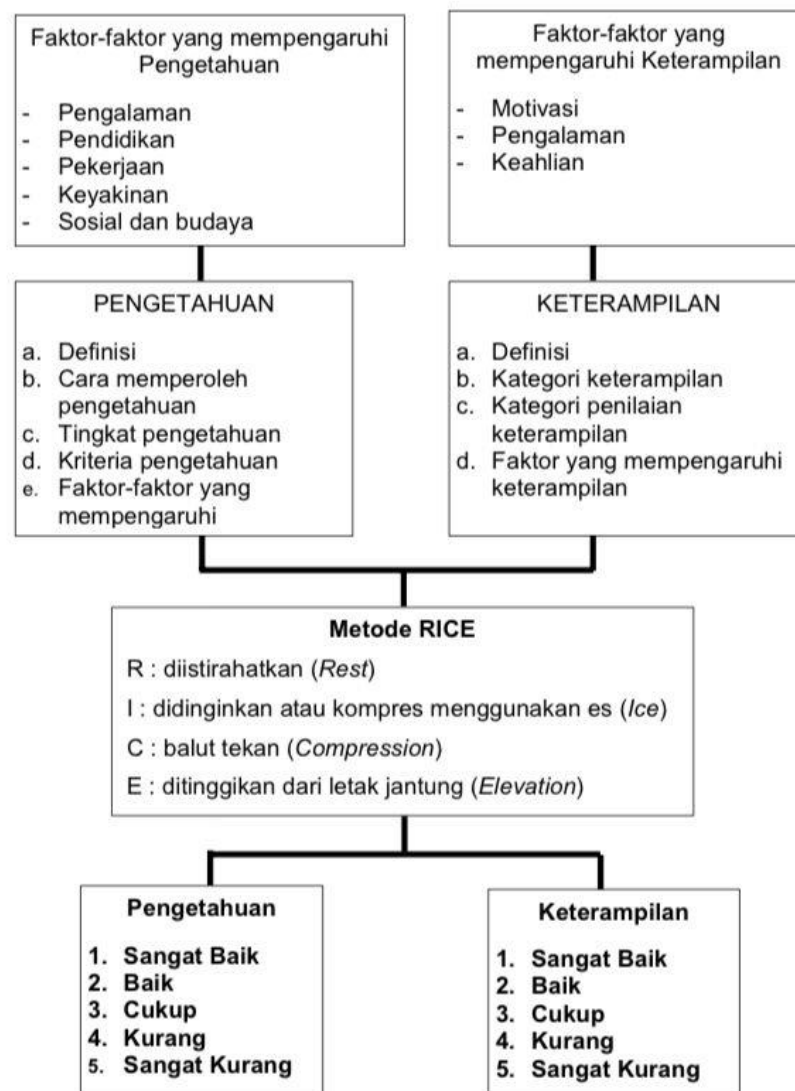 Faktor-faktor yang mempengaruhi
Pengetahuan
- Pengalaman
- Pendidikan
- Pekerjaan
- Keyakinan
- Sosial dan budaya
Faktor-faktor yang
mempengaruhi Keterampilan
- Motivasi
- Pengalaman
- Keahlian
PENGETAHUAN
a. Definisi
b. Cara memperoleh
pengetahuan
c. Tingkat pengetahuan
d. Kriteria pengetahuan
e. Faktor-faktor yang
mempengaruhi
KETERAMPILAN
a. Definisi
b. Kategori keterampilan
c. Kategori penilaian
keterampilan
d. Faktor yang mempengaruhi
keterampilan
Metode RICE
R : diistirahatkan (Rest)
I : didinginkan atau kompres menggunakan es (Ice)
C : balut tekan (Compression)
E : ditinggikan dari letak jantung (Elevation)
Pengetahuan
1. Sangat Baik
2. Baik
3. Cukup
4. Kurang
5. Sangat Kurang
Keterampilan
1. Sangat Baik
2. Baik
3. Cukup
4. Kurang
5. Sangat Kurang